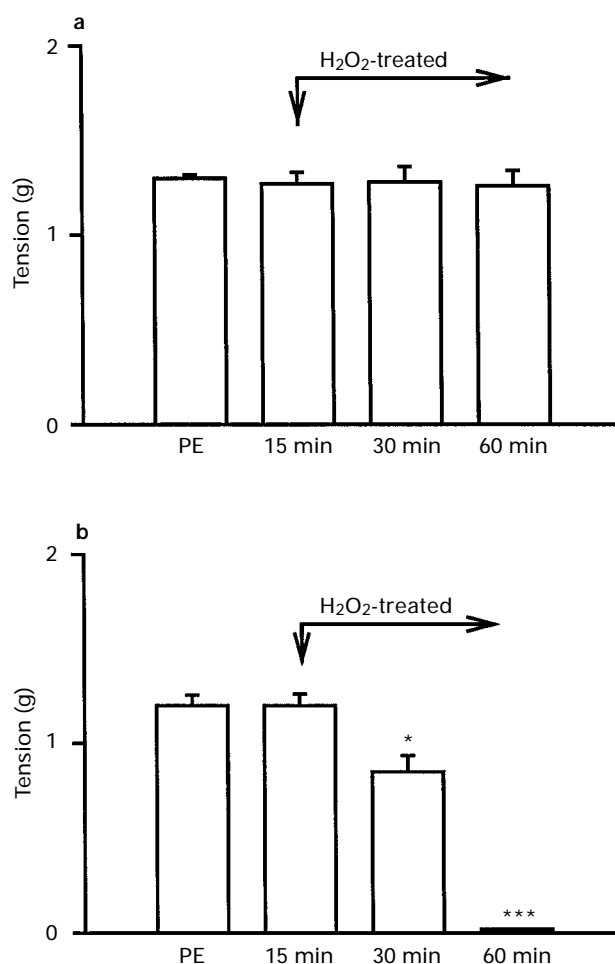 a
2
H₂O₂-treated
Tension (g)
1
0
PE 15 min 30 min 60 min
b
2
H₂O₂-treated
Tension (g)
1
*
***
0
PE 15 min 30 min 60 min